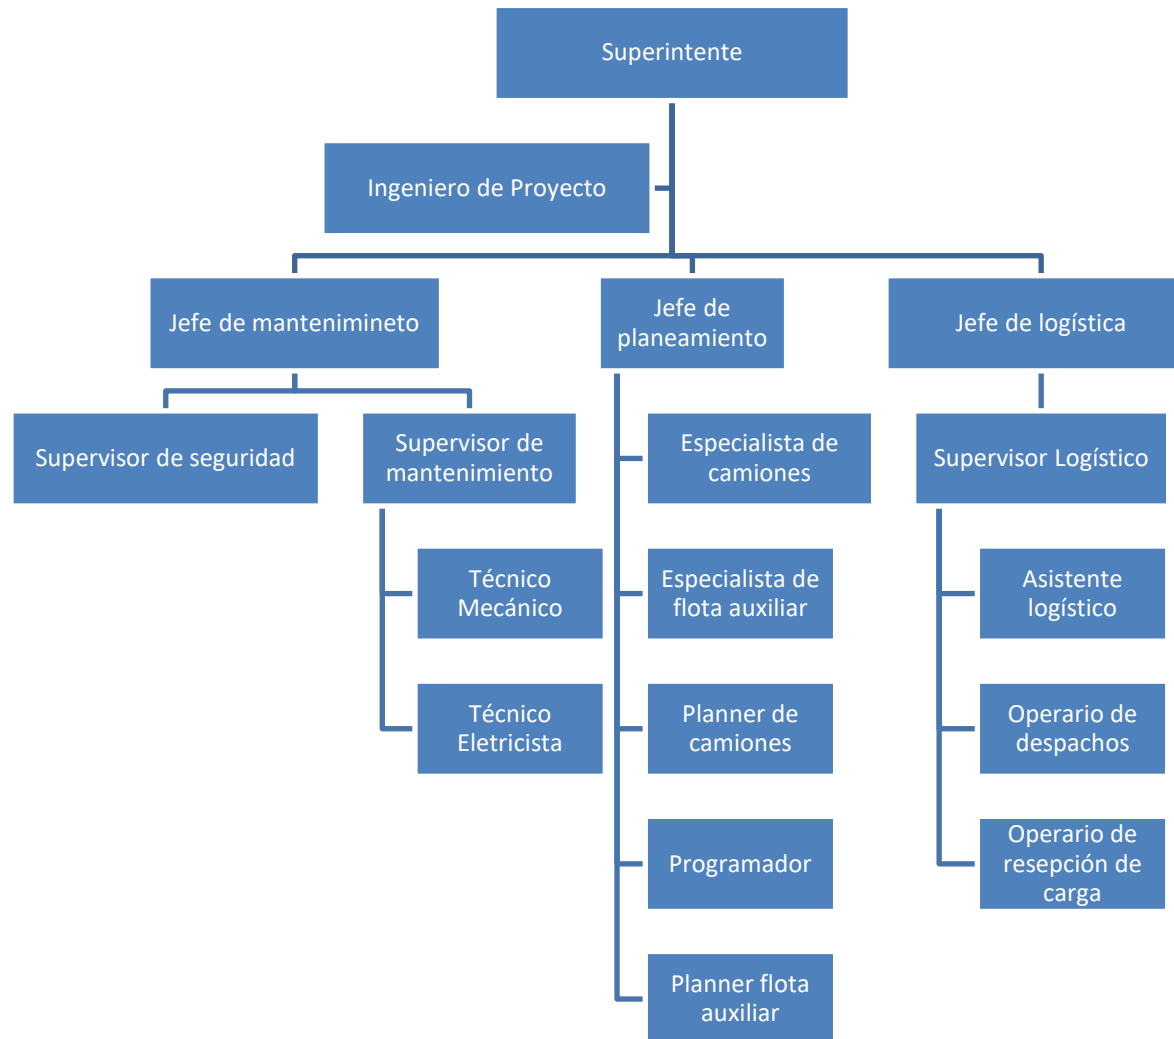 Superintente
Ingeniero de Proyecto
Jefe de mantenimineto
Jefe de
planeamiento
Jefe de logística
Supervisor de seguridad
Supervisor de
mantenimiento
Especialista de
camiones
Supervisor Logístico
Técnico
Mecánico
Especialista de
flota auxiliar
Asistente
logístico
Técnico
Eletricista
Planner de
camiones
Operario de
despachos
Programador
Operario de
resepción de
carga
Planner flota
auxiliar